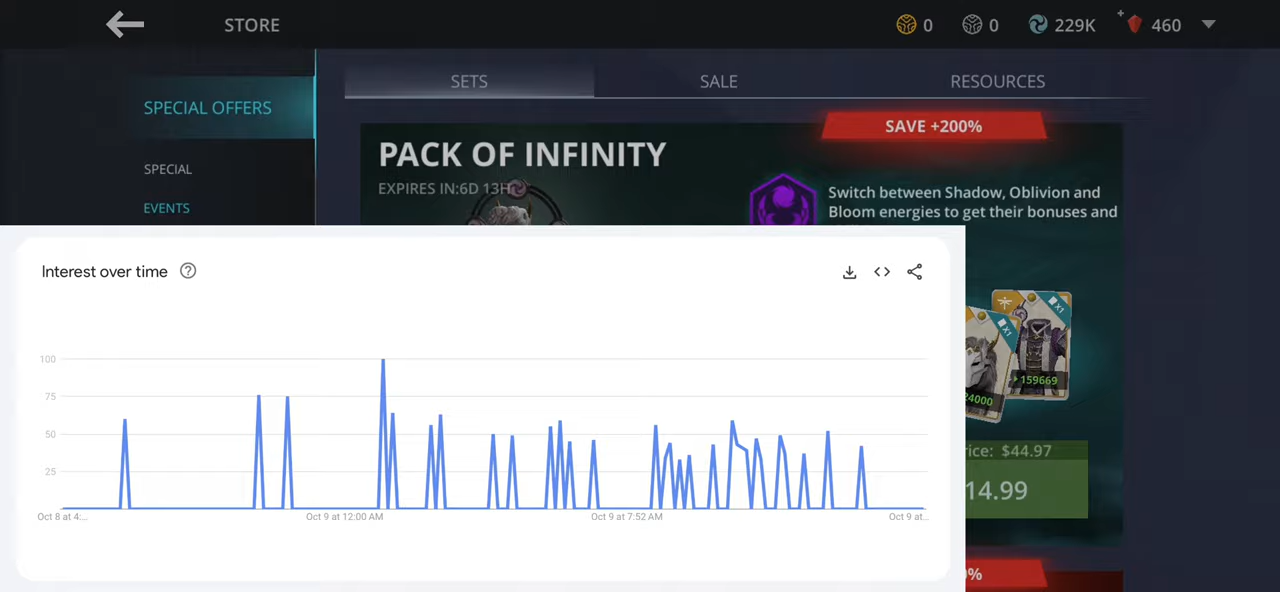 STORE
0
0
229K
460
SPECIAL OFFERS
SPECIAL
EVENTS
SETS
SALE
RESOURCES
SAVE +200%
PACK OF INFINITY
EXPIRES IN:6D 13H
Switch between Shadow, Oblivion and
Bloom energies to get their bonuses and
X1
X1
159669
24000
rice: $44.97
14.99
0%
Interest over time
100
75
50
25
Oct 8 at 4:...
Oct 9 at 12:00 AM
Oct 9 at 7:52 AM
Oct 9 at...